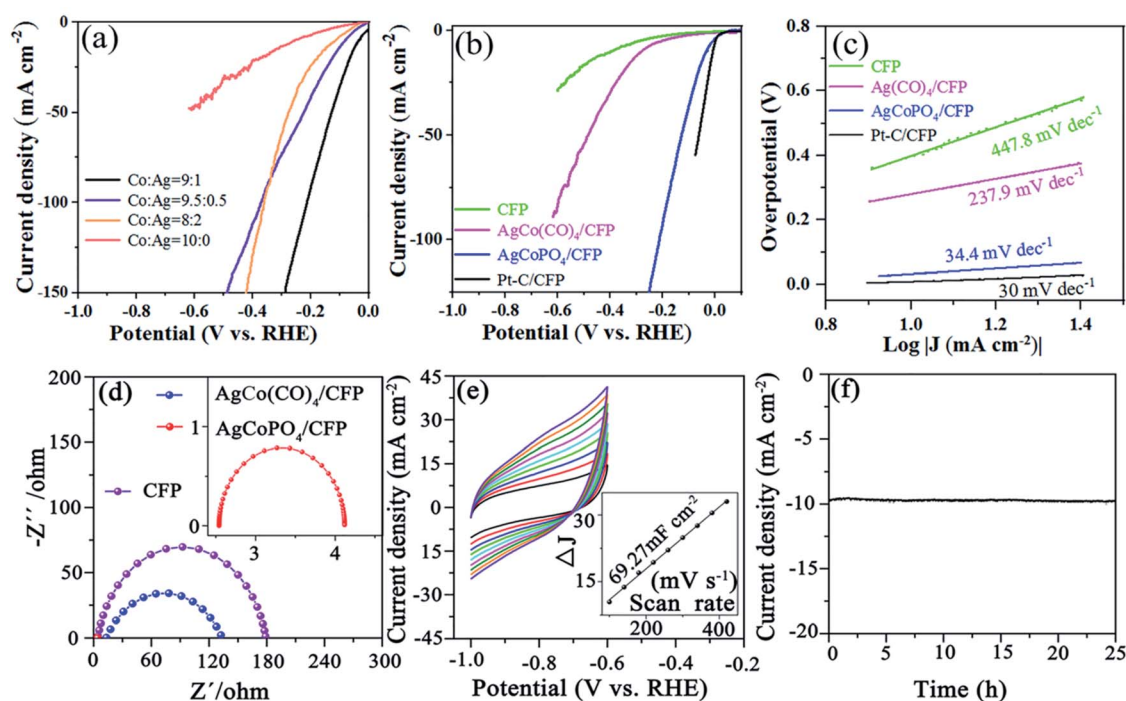 (a)
Current density (mA cm⁻²)
0
-50
-100
-150
Co:Ag=9:1
Co:Ag=9.5:0.5
Co:Ag=8:2
Co:Ag=10:0
-1.0 -0.8 -0.6 -0.4 -0.2 0.0
Potential (V vs. RHE)
(b)
Current density (mA cm⁻²)
0
-50
-100
CFP
AgCo(CO)₄/CFP
AgCoPO₄/CFP
Pt-C/CFP
-1.0 -0.8 -0.6 -0.4 -0.2 0.0
Potential (V vs. RHE)
(c)
Overpotential (V)
0.8
0.6
0.4
0.2
0.0
CFP
Ag(CO)₄/CFP
AgCoPO₄/CFP
Pt-C/CFP
447.8 mV dec⁻¹
237.9 mV dec⁻¹
34.4 mV dec⁻¹
30 mV dec⁻¹
0.8 1.0 1.2 1.4
Log |J (mA cm⁻²)|
(d)
-Z´´/ohm
200
150
100
50
0
AgCo(CO)₄/CFP
AgCoPO₄/CFP
CFP
1
0
3 4
0 60 120 180 240 300
Z´/ohm
(e)
Current density (mA cm⁻²)
45
30
15
0
-15
-30
-45
ΔJ
30
15
69.27mF cm⁻²
(mV s⁻¹)
Scan rate
200 400
-1.0 -0.8 -0.6 -0.4 -0.2
Potential (V vs. RHE)
(f)
Current density (mA cm⁻²)
0
-5
-10
-15
-20
0 5 10 15 20 25
Time (h)